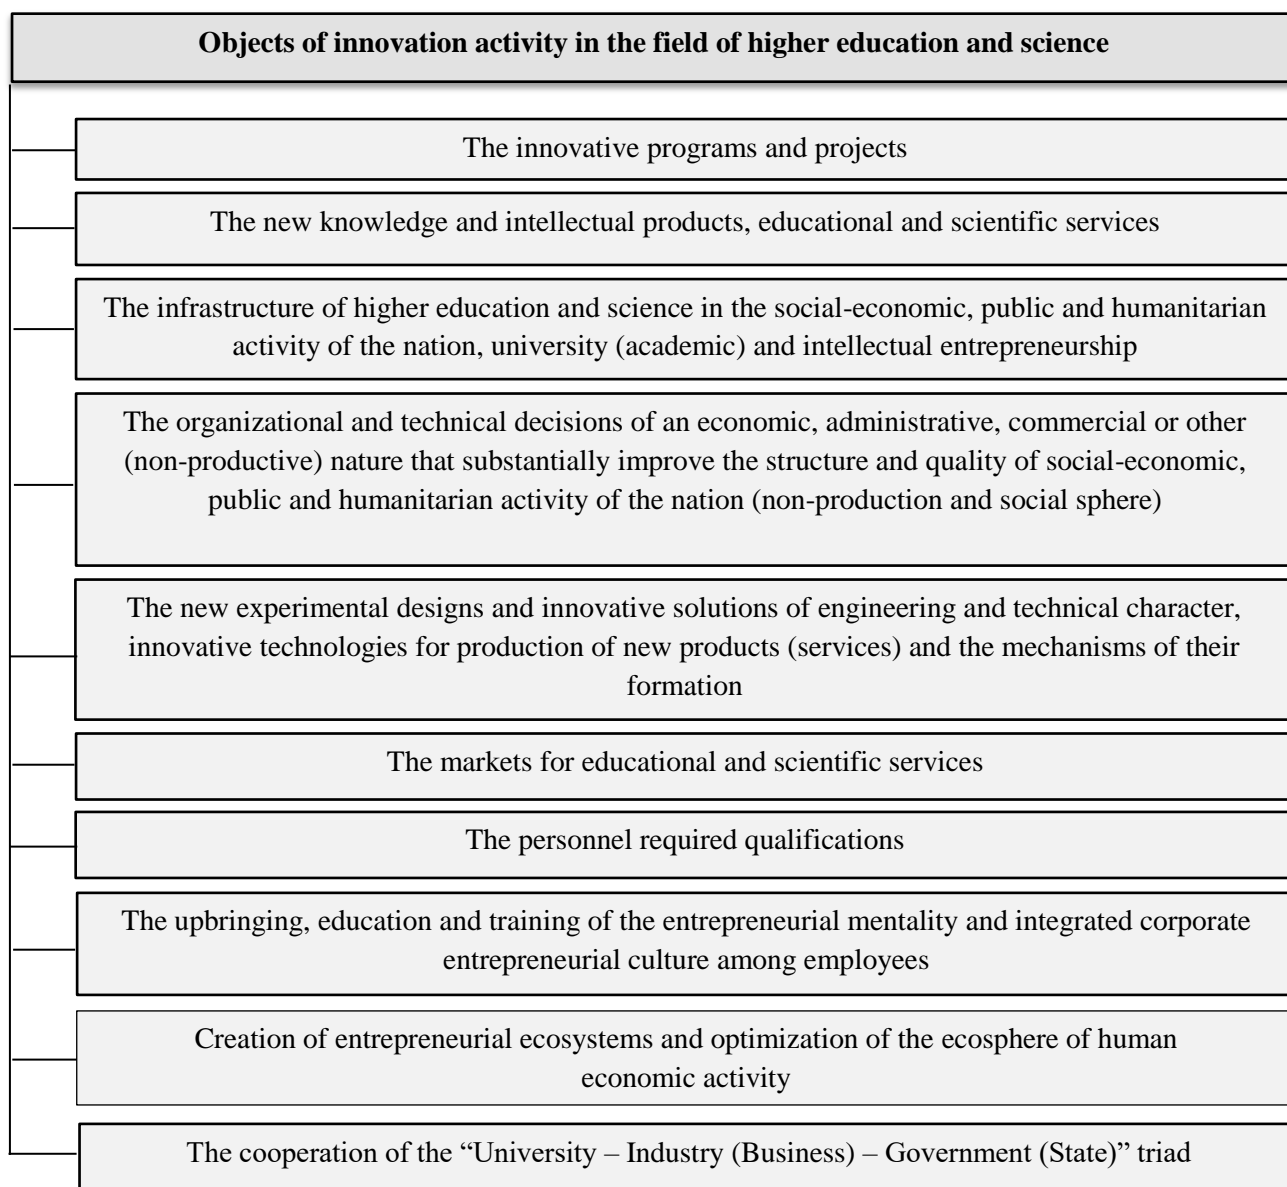 Objects of innovation activity in the field of higher education and science
The innovative programs and projects
The new knowledge and intellectual products, educational and scientific services
The infrastructure of higher education and science in the social-economic, public and humanitarian
activity of the nation, university (academic) and intellectual entrepreneurship
The organizational and technical decisions of an economic, administrative, commercial or other
(non-productive) nature that substantially improve the structure and quality of social-economic,
public and humanitarian activity of the nation (non-production and social sphere)
The new experimental designs and innovative solutions of engineering and technical character,
innovative technologies for production of new products (services) and the mechanisms of their
formation
The markets for educational and scientific services
The personnel required qualifications
The upbringing, education and training of the entrepreneurial mentality and integrated corporate
entrepreneurial culture among employees
Creation of entrepreneurial ecosystems and optimization of the ecosphere of human
economic activity
The cooperation of the “University – Industry (Business) – Government (State)” triad